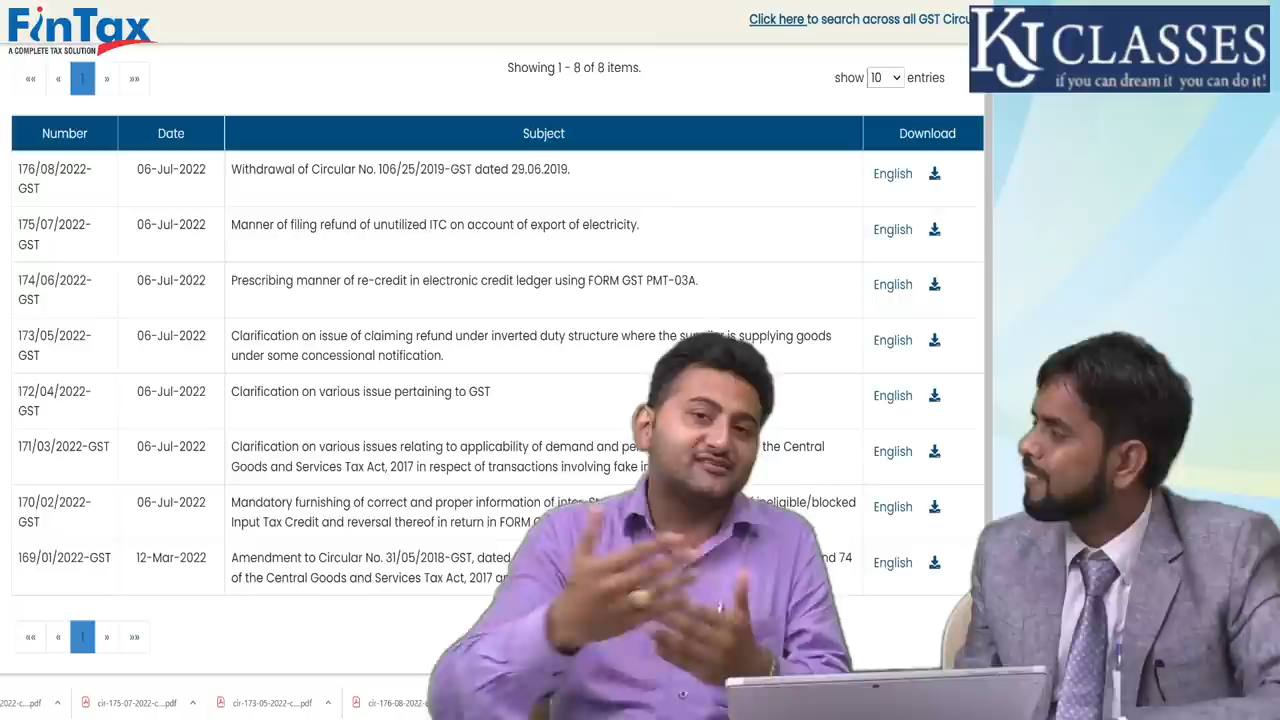 FinTax
A COMPLETE TAX SOLUTION
Click here to search across all GST Circu
KJ CLASSES
if you can dream it you can do it!
«« « 1 » »»
Showing 1 - 8 of 8 items.
show 10 entries
Number Date Subject Download
176/08/2022-
GST
06-Jul-2022
Withdrawal of Circular No. 106/25/2019-GST dated 29.06.2019.
English
175/07/2022-
GST
06-Jul-2022
Manner of filing refund of unutilized ITC on account of export of electricity.
English
174/06/2022-
GST
06-Jul-2022
Prescribing manner of re-credit in electronic credit ledger using FORM GST PMT-03A.
English
173/05/2022-
GST
06-Jul-2022
Clarification on issue of claiming refund under inverted duty structure where the supplier is supplying goods
under some concessional notification.
English
172/04/2022-
GST
06-Jul-2022
Clarification on various issue pertaining to GST
English
171/03/2022-GST
06-Jul-2022
Clarification on various issues relating to applicability of demand and pe the Central
Goods and Services Tax Act, 2017 in respect of transactions involving fake in
English
170/02/2022-
GST
06-Jul-2022
Mandatory furnishing of correct and proper information of inter-St ineligible/blocked
Input Tax Credit and reversal thereof in return in FORM
English
169/01/2022-GST
12-Mar-2022
Amendment to Circular No. 31/05/2018-GST, dated nd 74
of the Central Goods and Services Tax Act, 2017
English
«« « 1 » »»
2022-c....pdf cir-175-07-2022-c....pdf cir-173-05-2022-c....pdf cir-176-08-2022-